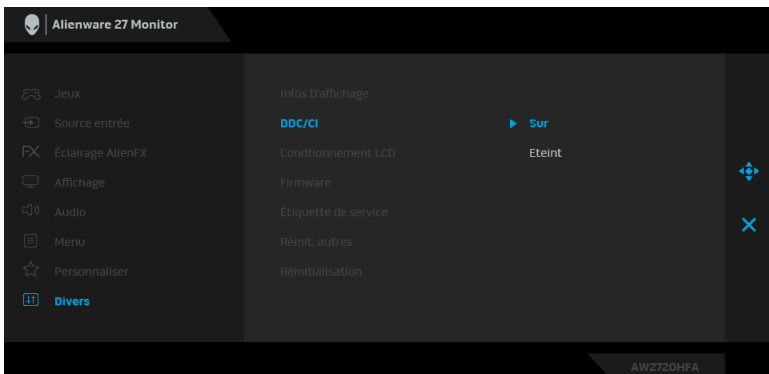 Alienware 27 Monitor
Jeux
Source entrée
Éclairage AlienFX
Affichage
Audio
Menu
Personnaliser
Divers
Infos D'affichage
DDC/CI
Condtionnement LCD
Firmware
Étiquette de service
Réinit. autres
Réinitialisation
Sur
Eteint
AW2720HFA